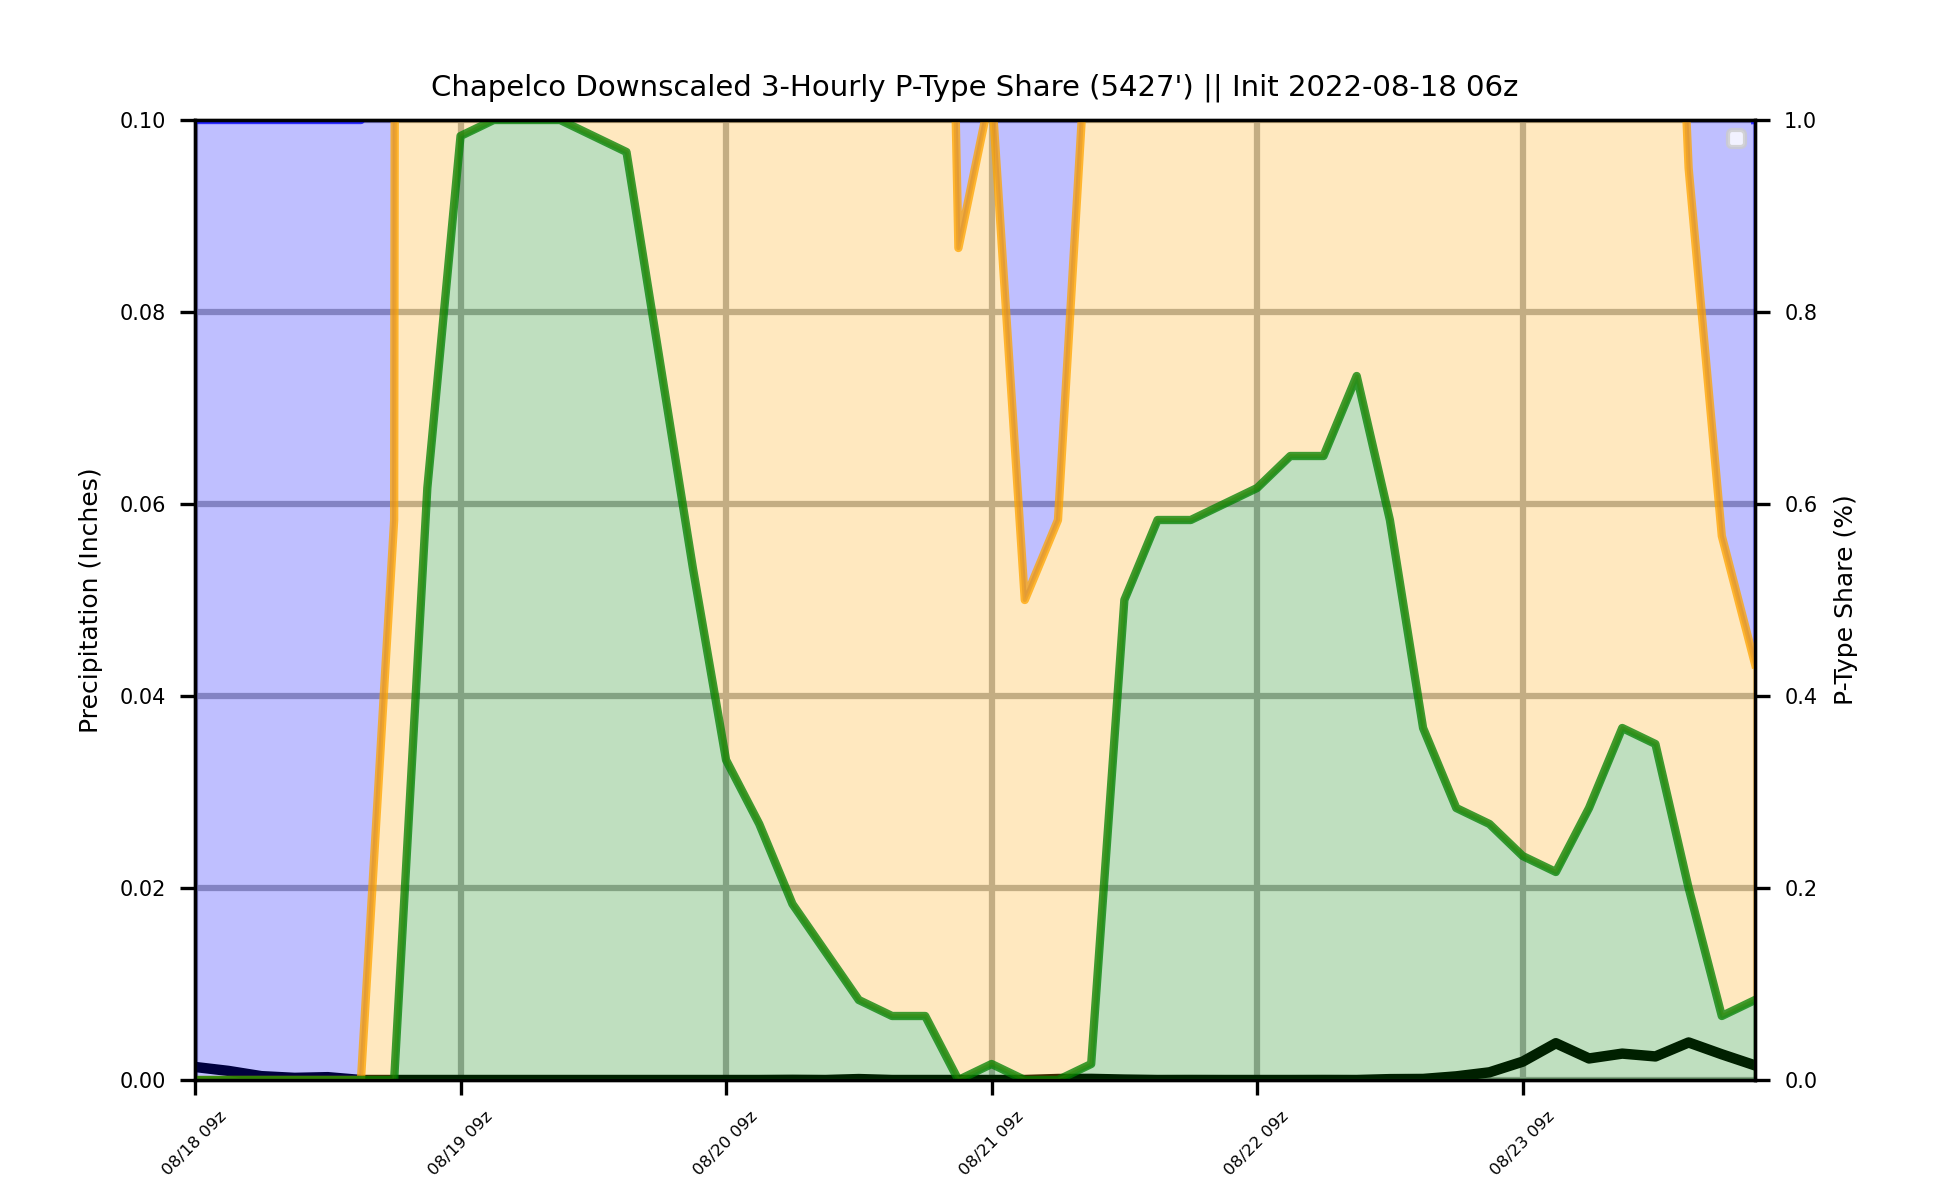 Chapelco Downscaled 3-Hourly P-Type Share (5427') || Init 2022-08-18 06z
0.10
0.08
0.06
0.04
0.02
0.00
Precipitation (Inches)
1.0
0.8
0.6
0.4
0.2
0.0
P-Type Share (%)
08/18 09z
08/19 09z
08/20 09z
08/21 09z
08/22 09z
08/23 09z